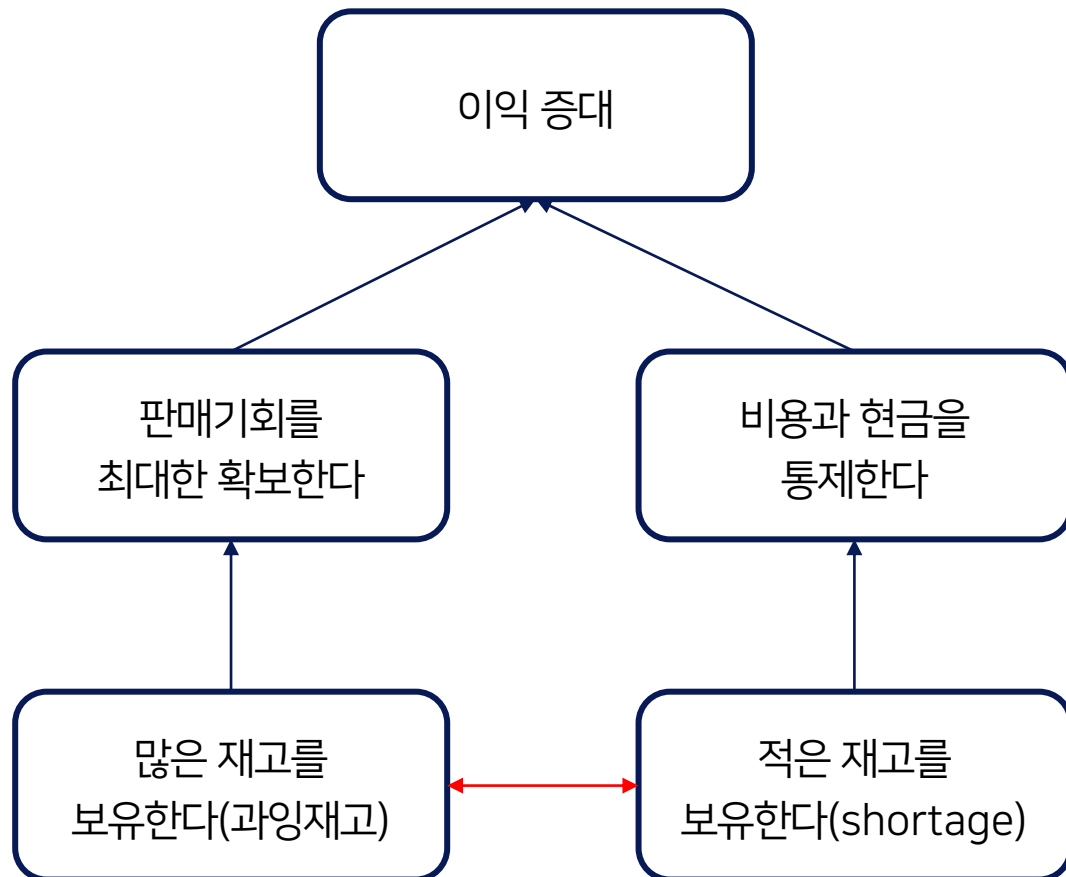 이익 증대
판매기회를
최대한 확보한다
비용과 현금을
통제한다
많은 재고를
보유한다(과잉재고)
적은 재고를
보유한다(shortage)